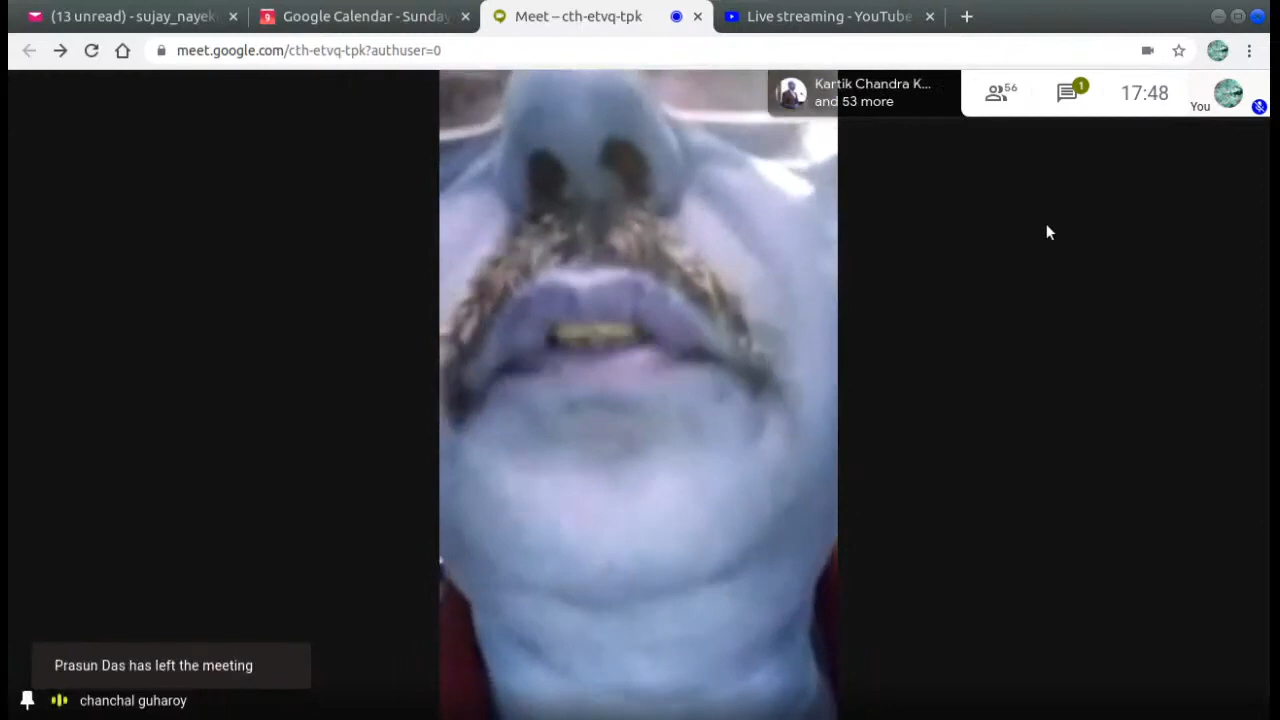 (13 unread) - sujay_nayek
Google Calendar - Sunday
Meet – cth-etvq-tpk
Live streaming - YouTube
meet.google.com/cth-etvq-tpk?authuser=0
Kartik Chandra K...
and 53 more
56
1
17:48
You
Prasun Das has left the meeting
chanchal guharoy